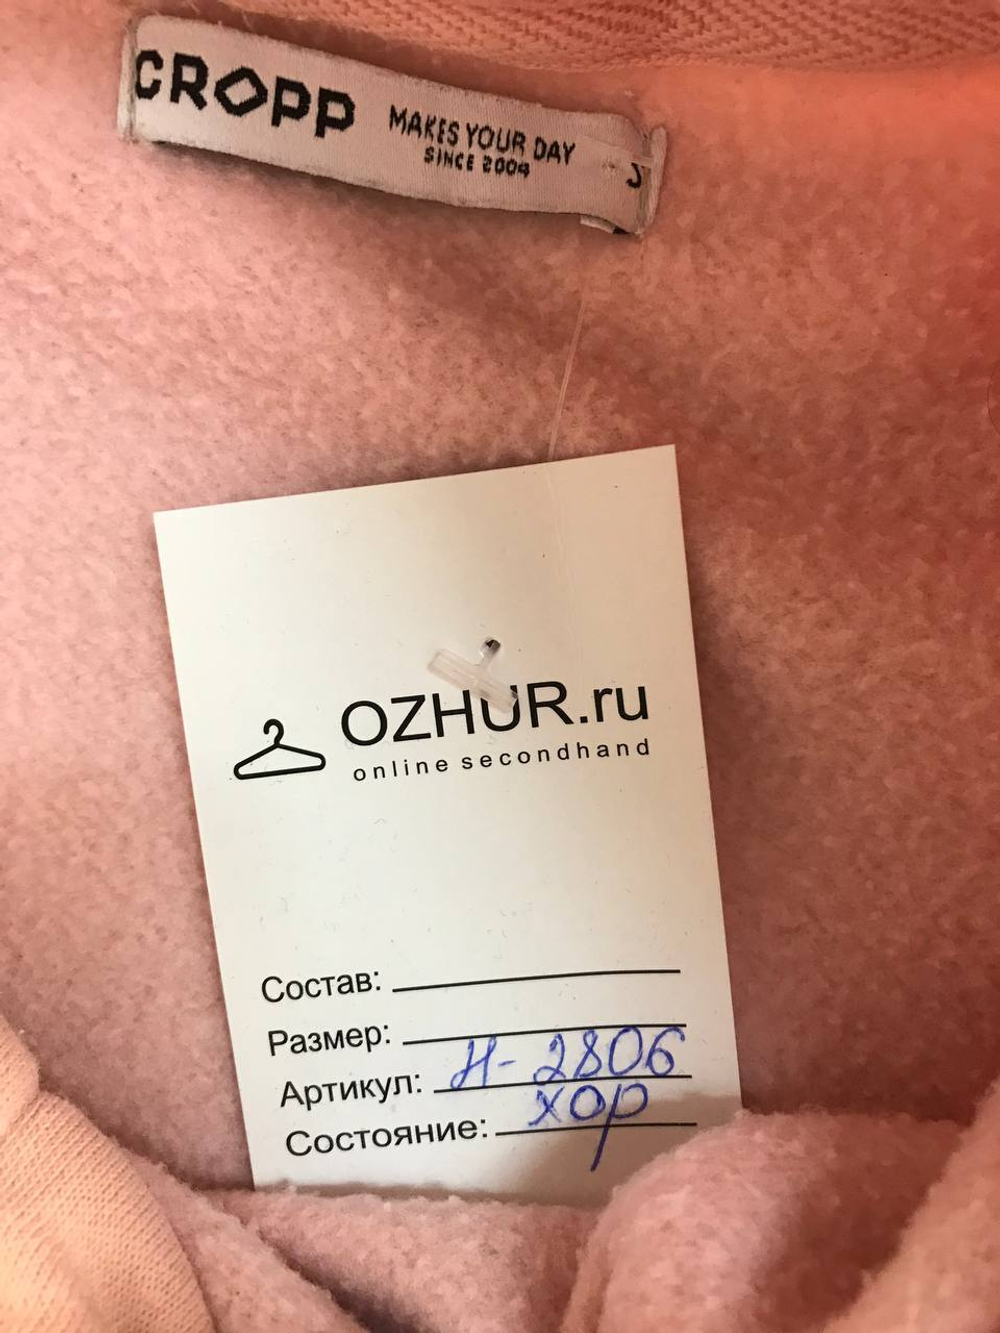 CROPP MAKES YOUR DAY
SINCE 2004
OZHUR.ru
online secondhand
Состав:
Размер:
Артикул: Н-2806
Состояние: хор